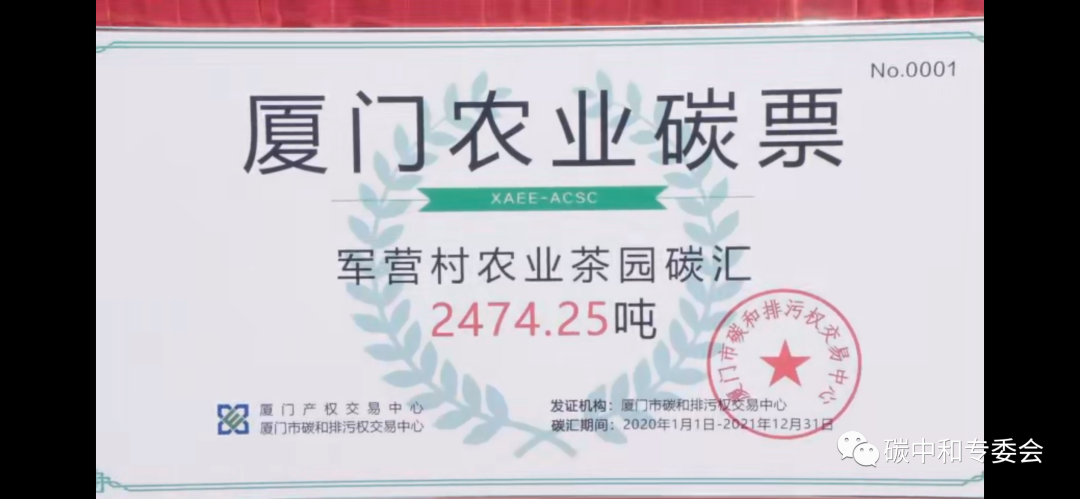 No.0001
厦门农业碳票
XAEE-ACSC
军营村农业茶园碳汇
2474.25吨
厦门市碳和排污权交易中心
厦门产权交易中心
厦门市碳和排污权交易中心
发证机构：厦门市碳和排污权交易中心
碳汇期间：2020年1月1日-2021年12月31日
碳中和专委会